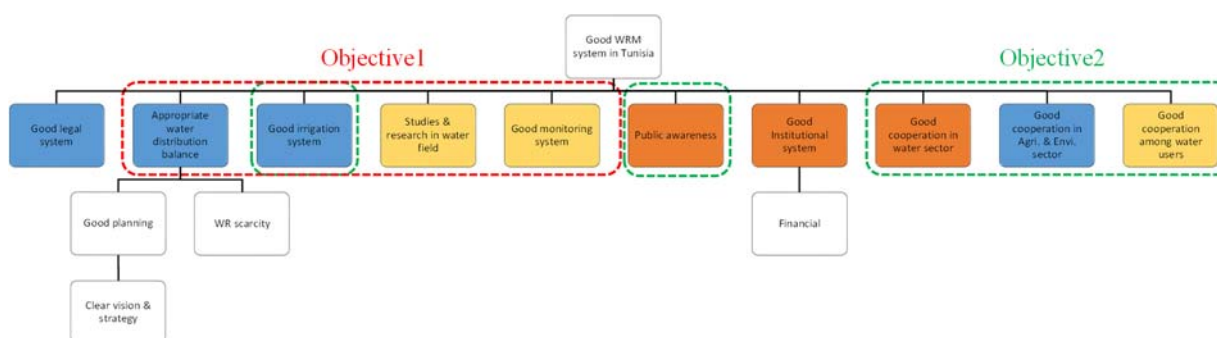 Good WRM
system in Tunisia
Objective1
Objective2
Good legal
system
Appropriate
water
distribution
balance
Good irrigation
system
Studies &
research in water
field
Good monitoring
system
Public awareness
Good
Institutional
system
Good
cooperation in
water sector
Good
cooperation in
Agri. & Envi.
sector
Good
cooperation
among water
users
Good planning
WR scarcity
Financial
Clear vision &
strategy